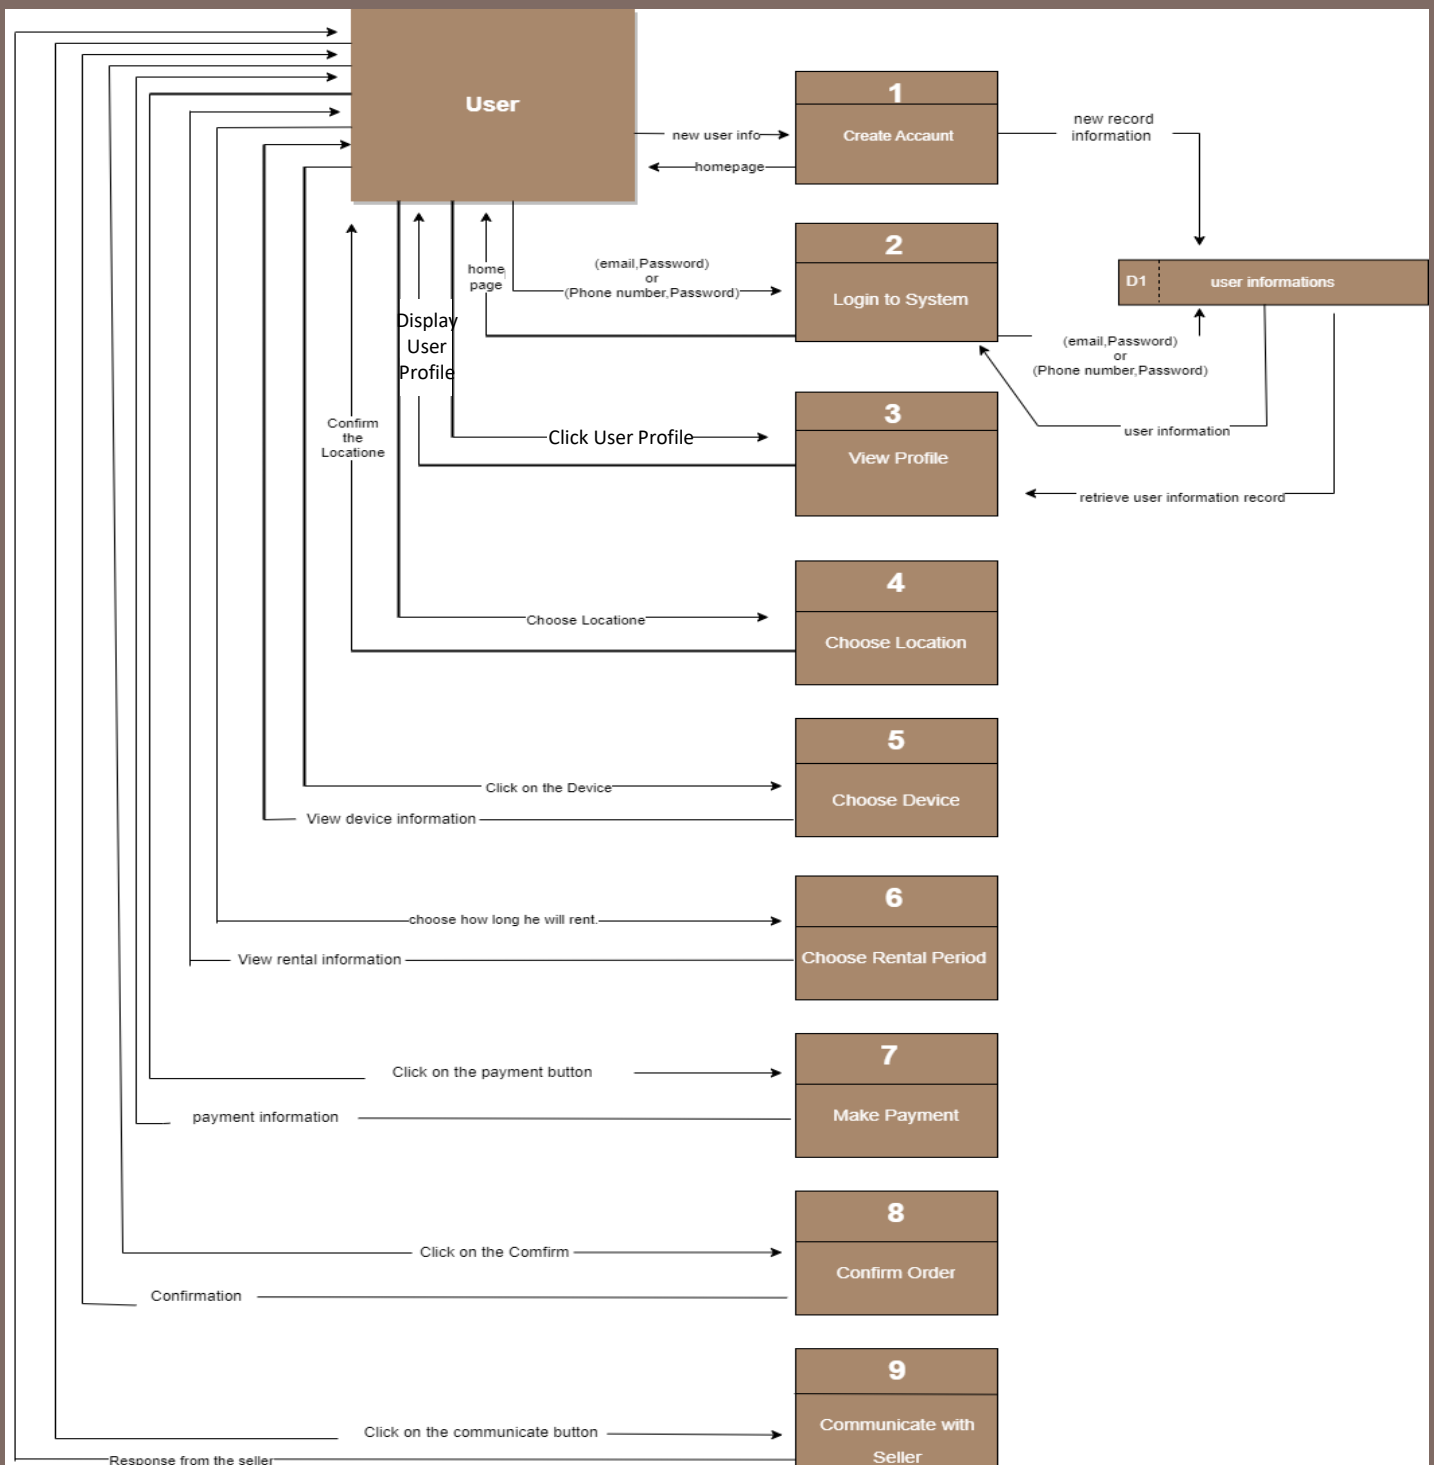 User
1
Create Accaunt
new user info
homepage
new record
information
2
Login to System
(email,Password)
or
(Phone number,Password)
home
page
D1
user informations
(email,Password)
or
(Phone number,Password)
user information
Display
User
Profile
3
View Profile
Click User Profile
retrieve user information record
Confirm
the
Locatione
4
Choose Location
Choose Locatione
5
Choose Device
Click on the Device
View device information
6
Choose Rental Period
choose how long he will rent.
View rental information
7
Make Payment
Click on the payment button
payment information
8
Confirm Order
Click on the Comfirm
Confirmation
9
Communicate with
Seller
Click on the communicate button
Response from the seller